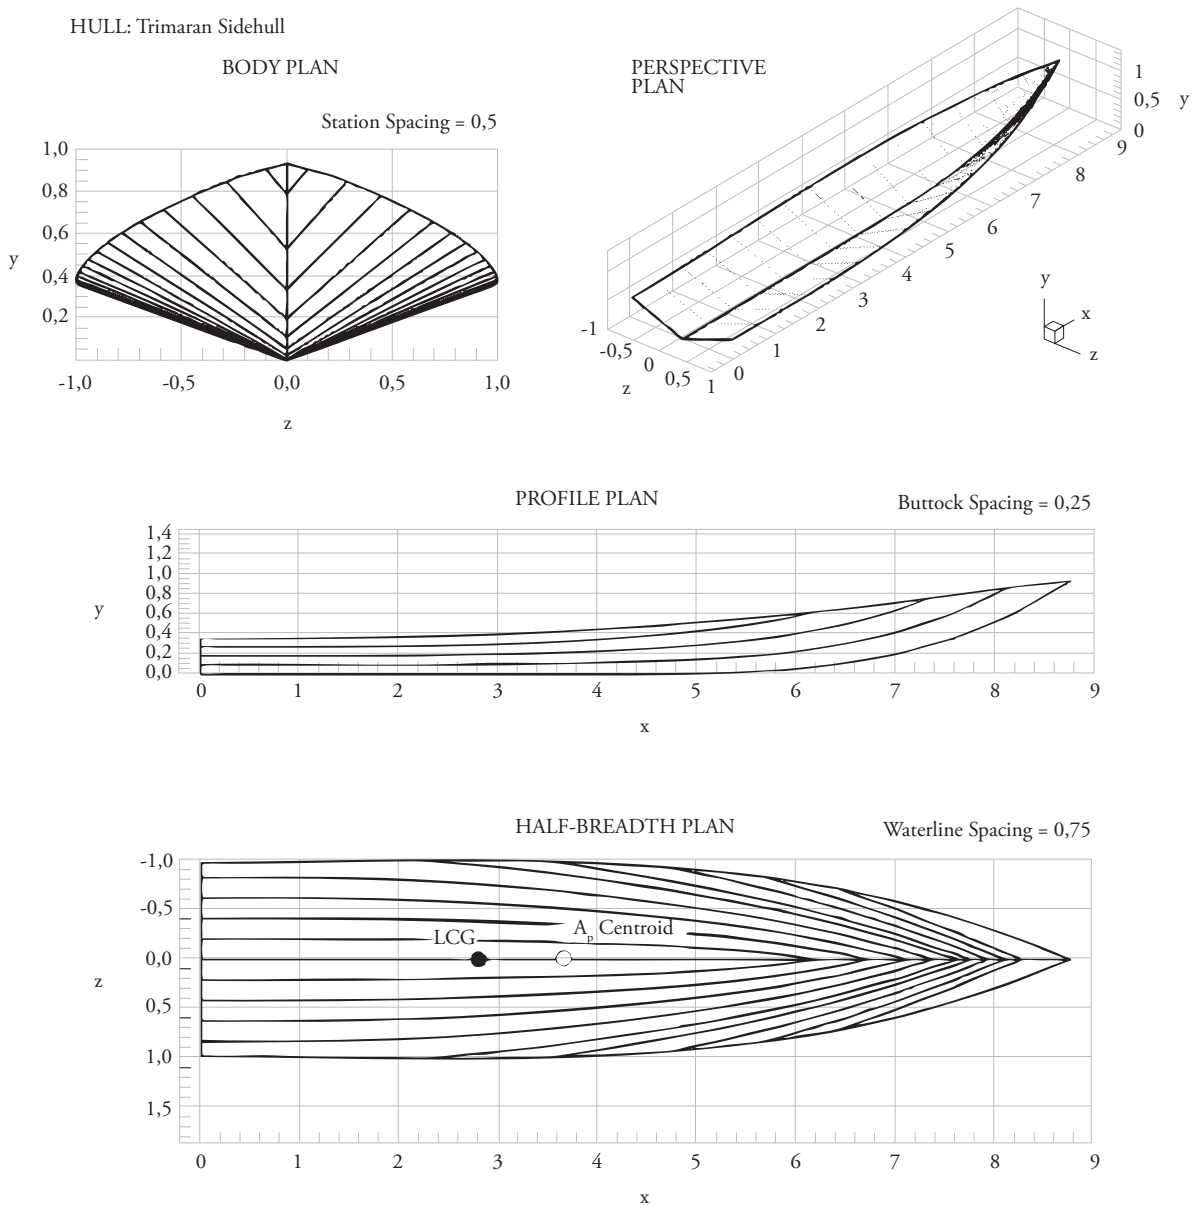 HULL: Trimaran Sidehull
BODY PLAN
Station Spacing = 0,5
1,0
0,8
0,6
y
0,4
0,2
-1,0 -0,5 0,0 0,5 1,0
z
PERSPECTIVE
PLAN
1
0,5 y
0
9
8
7
6
5
4
3
2
1
0
-1
-0,5
0
0,5
1
z
y
x
z
PROFILE PLAN
Buttock Spacing = 0,25
1,4
1,2
1,0
0,8
y
0,6
0,4
0,2
0,0
0 1 2 3 4 5 6 7 8 9
x
HALF-BREADTH PLAN
Waterline Spacing = 0,75
-1,0
-0,5
Ap Centroid
LCG
0,0
z
0,5
1,0
1,5
0 1 2 3 4 5 6 7 8 9
x